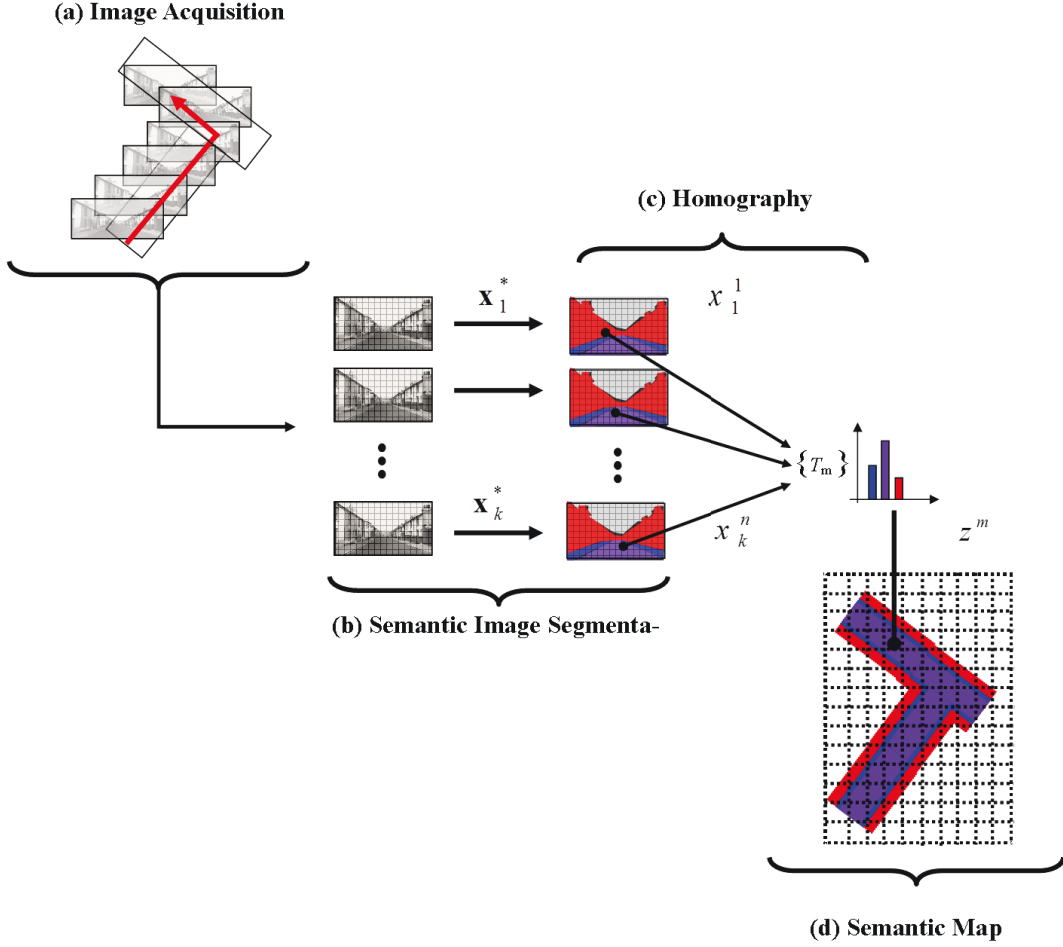 (a) Image Acquisition
(c) Homography
x*1
x11
{Tm}
x*k
xnk
zm
(b) Semantic Image Segmenta-
(d) Semantic Map